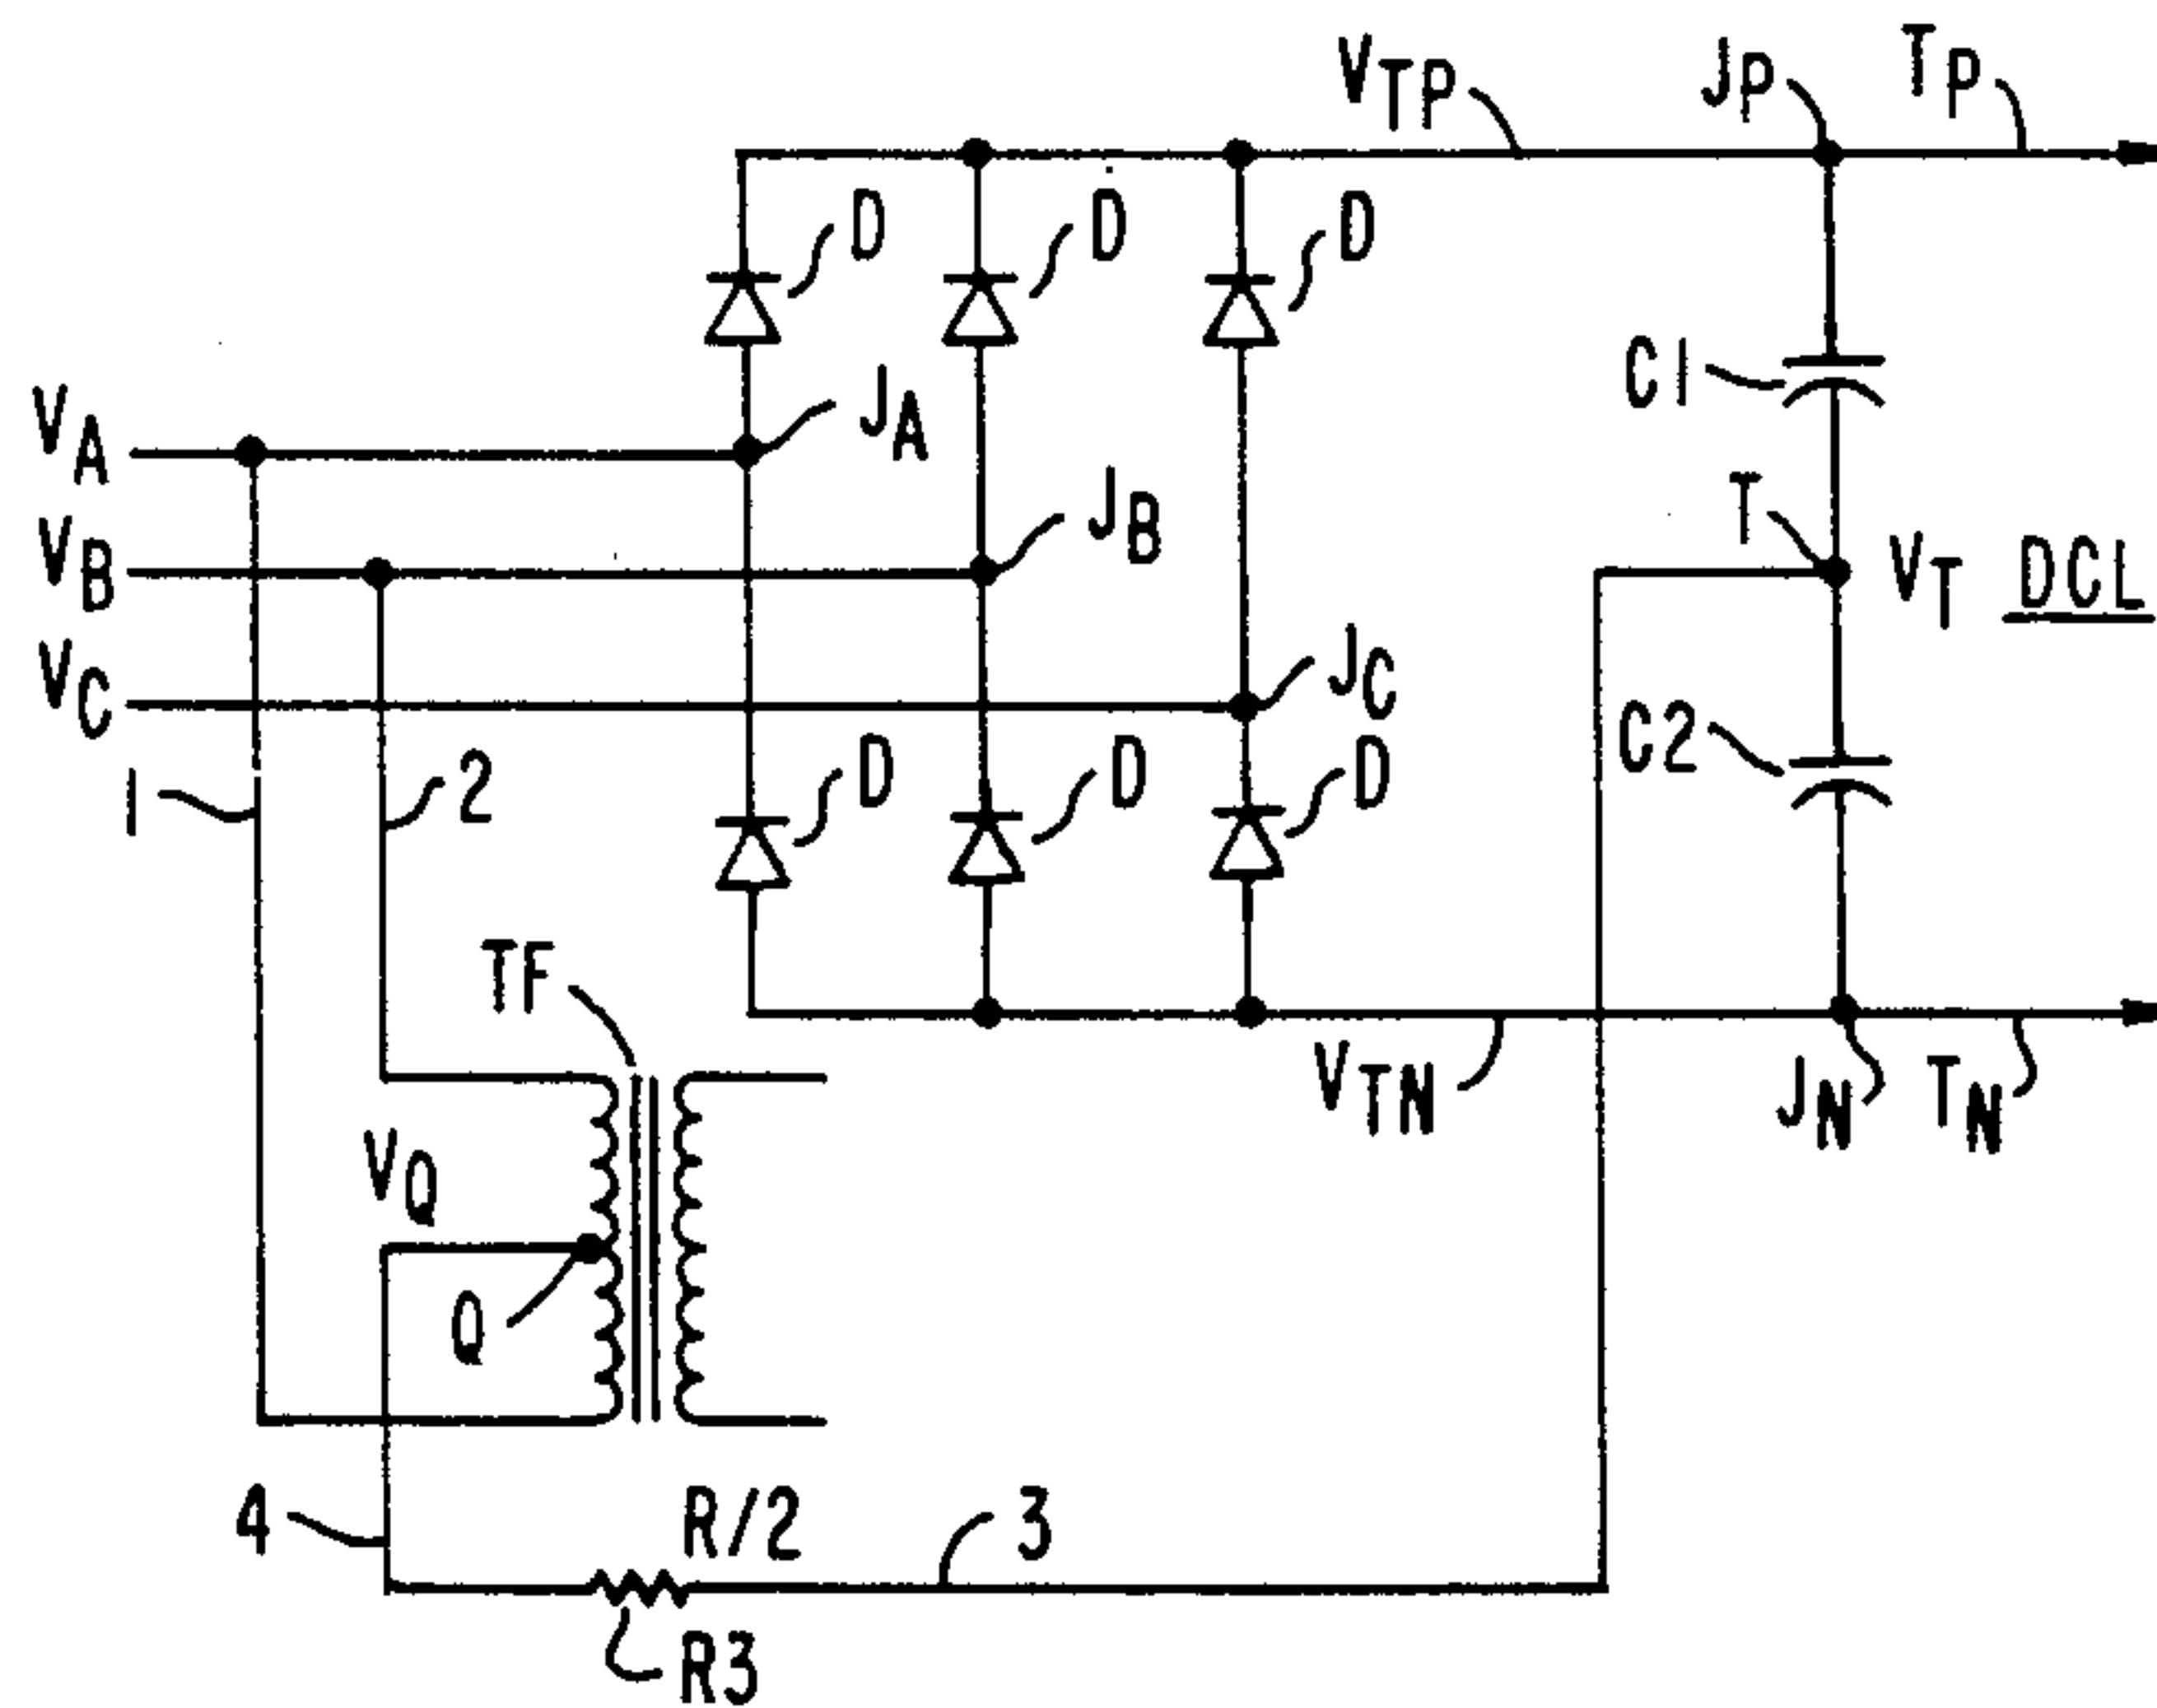 VTP
JP
TP
D
D
D
C1
VA
JA
VB
JB
T
VT
DCL
VC
JC
C2
1
2
D
D
D
TF
VTN
JN
TN
VQ
Q
4
R/2
3
R3